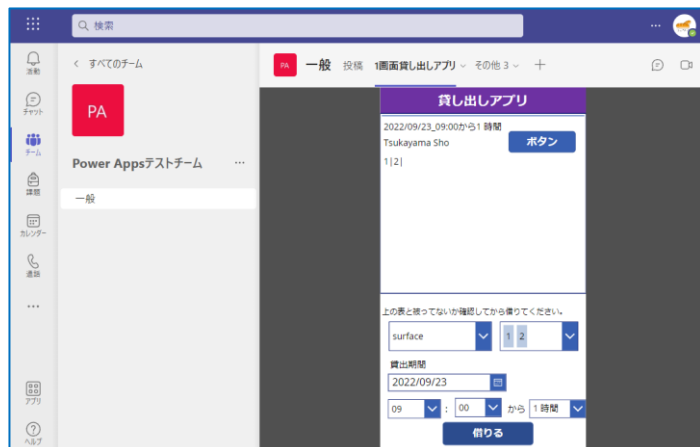 検索
活動
チャット
チーム
課題
カレンダー
通話
アプリ
ヘルプ
すべてのチーム
PA
Power Appsテストチーム
一般
PA
一般 投稿 1画面貸し出しアプリ その他 3
貸し出しアプリ
2022/09/23_09:00から1 時間
Tsukayama Sho
ボタン
1|2|
上の表と被ってないか確認してから借りてください。
surface
1 2
貸出期間
2022/09/23
09 : 00 から 1 時間
借りる